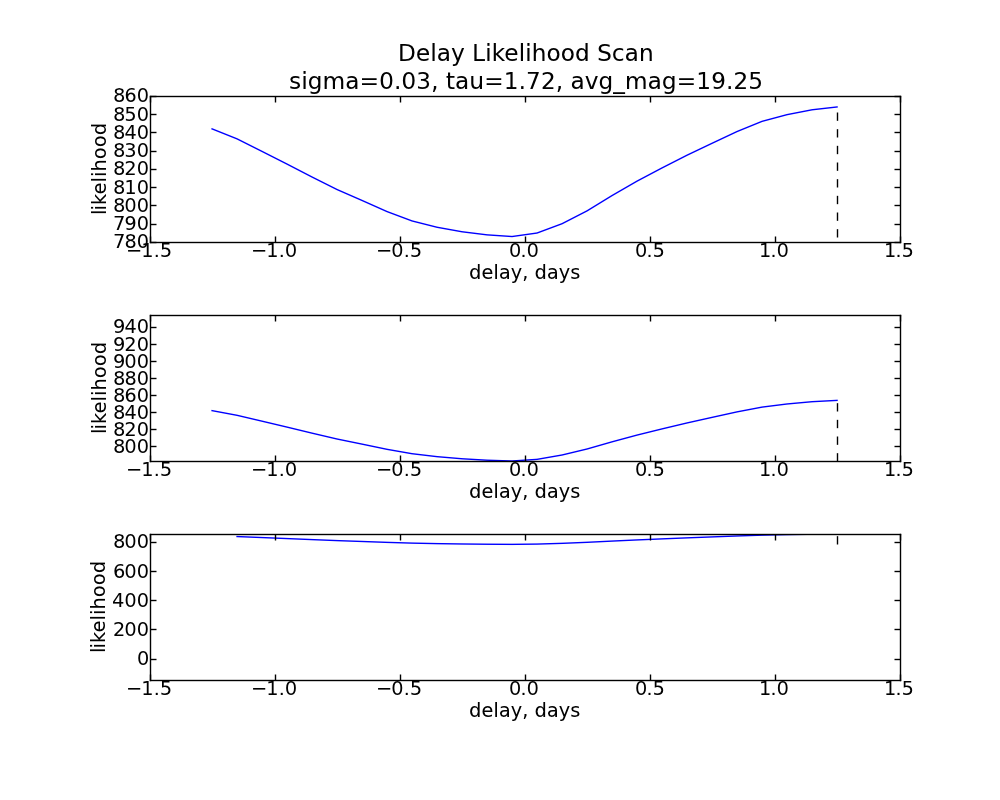 Delay Likelihood Scan
sigma=0.03, tau=1.72, avg_mag=19.25
860
850
840
830
820
810
800
790
780
likelihood
−1.5 −1.0 −0.5 0.0 0.5 1.0 1.5
delay, days
940
920
900
880
860
840
820
800
likelihood
−1.5 −1.0 −0.5 0.0 0.5 1.0 1.5
delay, days
800
600
400
200
0
likelihood
−1.5 −1.0 −0.5 0.0 0.5 1.0 1.5
delay, days